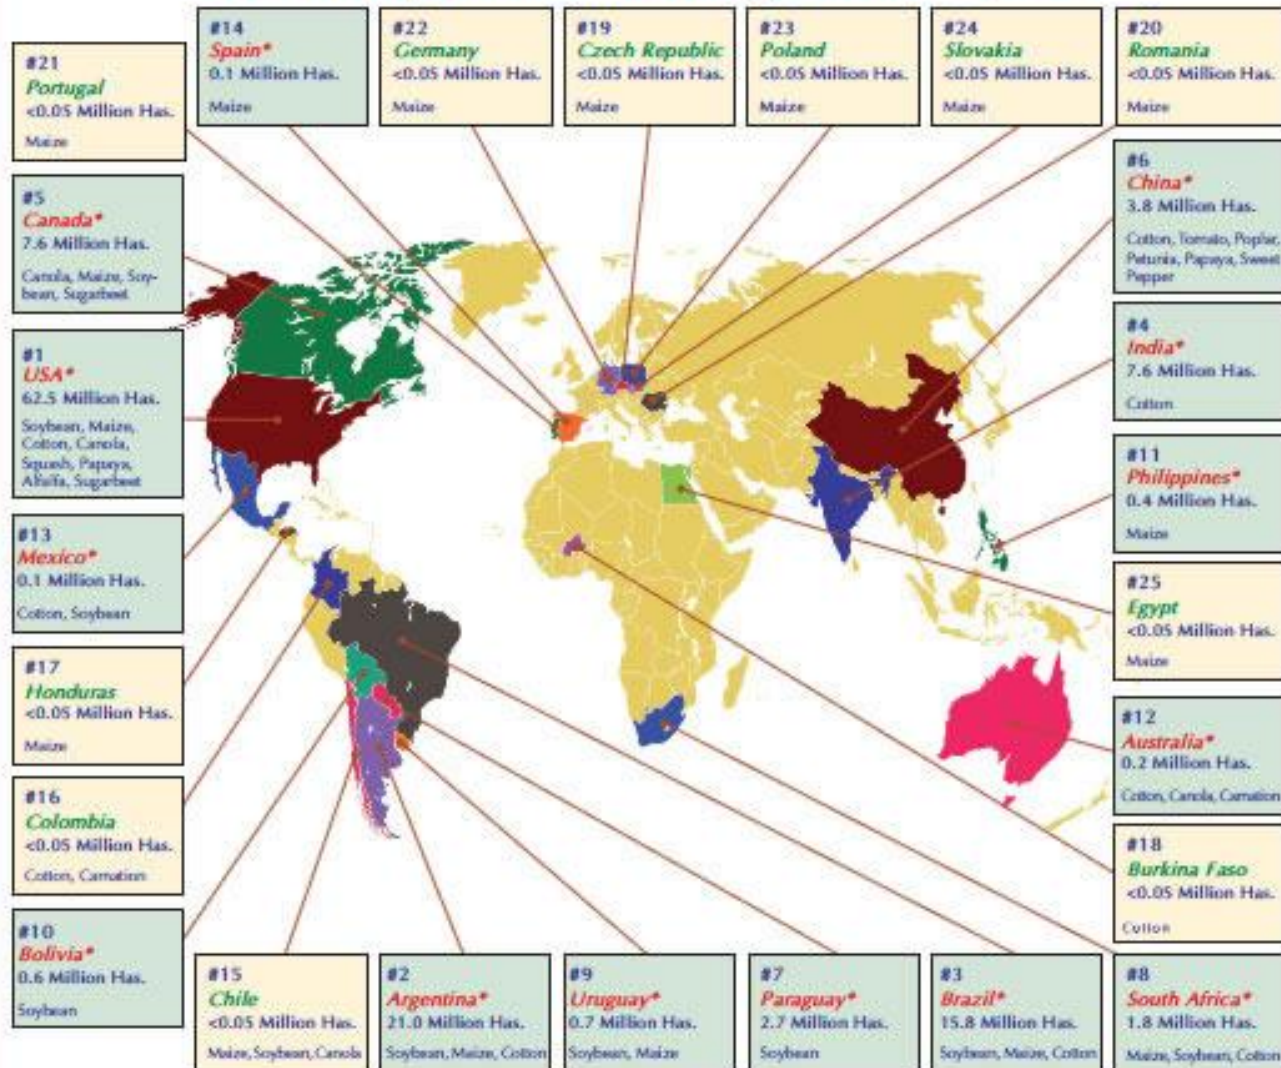 #21
Portugal
<0.05 Million Has.
Maize
#14
Spain*
0.1 Million Has.
Maize
#22
Germany
<0.05 Million Has.
Maize
#19
Czech Republic
<0.05 Million Has.
Maize
#23
Poland
<0.05 Million Has.
Maize
#24
Slovakia
<0.05 Million Has.
Maize
#20
Romania
<0.05 Million Has.
Maize
#5
Canada*
7.6 Million Has.
Canola, Maize, Soy-
bean, Sugarbeet
#6
China*
3.8 Million Has.
Cotton, Tomato, Poplar,
Petunia, Papaya, Sweet
Pepper
#1
USA*
62.5 Million Has.
Soybean, Maize,
Cotton, Canola,
Squash, Papaya,
Alfalfa, Sugarbeet
#4
India*
7.6 Million Has.
Cotton
#11
Philippines*
0.4 Million Has.
Maize
#13
Mexico*
0.1 Million Has.
Cotton, Soybean
#25
Egypt
<0.05 Million Has.
Maize
#17
Honduras
<0.05 Million Has.
Maize
#12
Australia*
0.2 Million Has.
Cotton, Canola, Carnation
#16
Colombia
<0.05 Million Has.
Cotton, Carnation
#18
Burkina Faso
<0.05 Million Has.
Cotton
#10
Bolivia*
0.6 Million Has.
Soybean
#15
Chile
<0.05 Million Has.
Maize, Soybean, Canola
#2
Argentina*
21.0 Million Has.
Soybean, Maize, Cotton
#9
Uruguay*
0.7 Million Has.
Soybean, Maize
#7
Paraguay*
2.7 Million Has.
Soybean
#3
Brazil*
15.8 Million Has.
Soybean, Maize, Cotton
#8
South Africa*
1.8 Million Has.
Maize, Soybean, Cotton